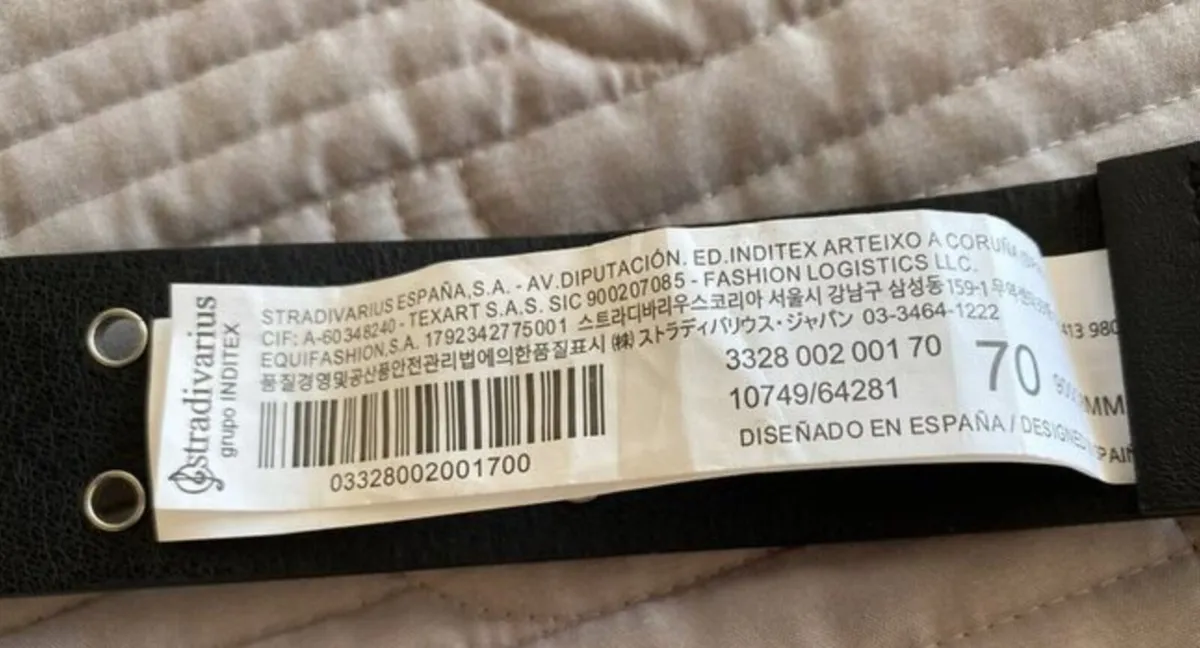 stradivarius
grupo INDITEX
STRADIVARIUS ESPAÑA,S.A. - AV.DIPUTACIÓN. ED.INDITEX ARTEIXO A CORUÑA
CIF: A-60348240 - TEXART S.A.S. SIC 900207085 - FASHION LOGISTICS LLC.
EQUIFASHION,S.A. 1792342775001 스트라디바리우스코리아 서울시 강남구 삼성동 159-1
품질경영및공산품안전관리법에의한품질표시 (株) ストラディバリウス・ジャパン 03-3464-1222
03328002001700
3328 002 001 70
10749/64281
70
DISEÑADO EN ESPAÑA / DESIGNED
413 980
MM